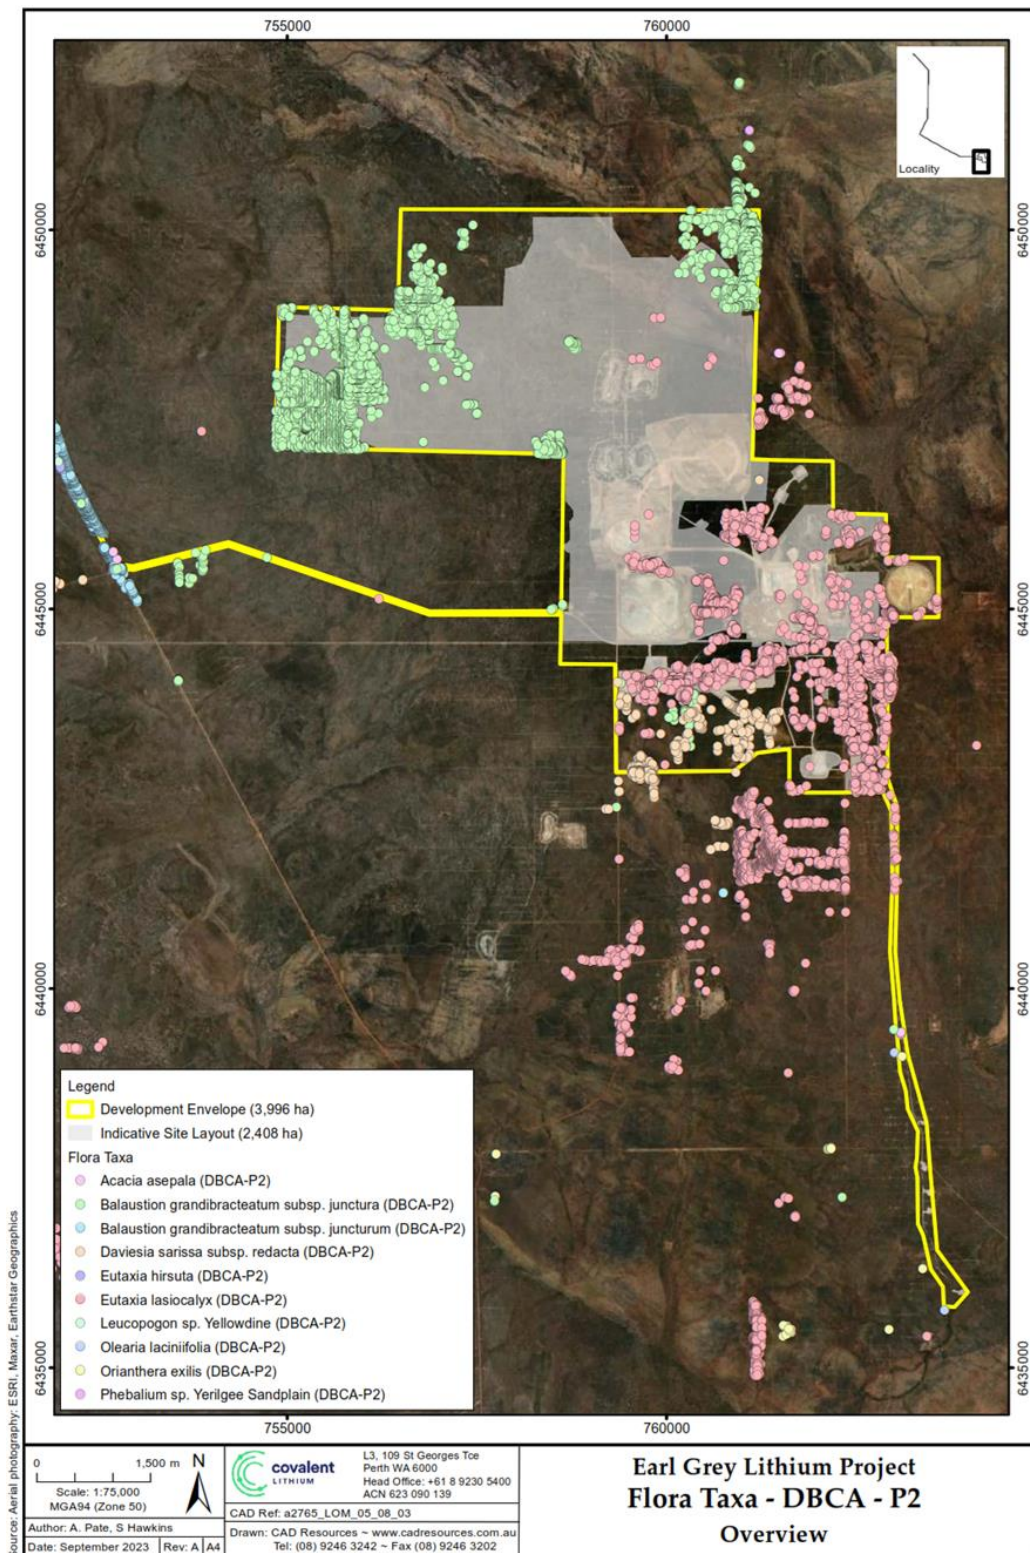 755000
760000
6450000
6450000
Locality
6445000
6445000
6440000
6440000
6435000
6435000
Legend
Development Envelope (3,996 ha)
Indicative Site Layout (2,408 ha)
Flora Taxa
Acacia asepala (DBCA-P2)
Balaustion grandibracteatum subsp. junctura (DBCA-P2)
Balaustion grandibracteatum subsp. juncturum (DBCA-P2)
Daviesia sarissa subsp. redacta (DBCA-P2)
Eutaxia hirsuta (DBCA-P2)
Eutaxia lasiocalyx (DBCA-P2)
Leucopogon sp. Yellowdine (DBCA-P2)
Olearia laciniifolia (DBCA-P2)
Orianthera exilis (DBCA-P2)
Phebalium sp. Yerilgee Sandplain (DBCA-P2)
755000
760000
Source: Aerial photography: ESRI, Maxar, Earthstar Geographics
0 1,500 m
N
Scale: 1:75,000
MGA94 (Zone 50)
Author: A. Pate, S Hawkins
Date: September 2023 Rev: A A4
covalent
LITHIUM
L3, 109 St Georges Tce
Perth WA 6000
Head Office: +61 8 9230 5400
ACN 623 090 139
CAD Ref: a2765_LOM_05_08_03
Drawn: CAD Resources ~ www.cadresources.com.au
Tel: (08) 9246 3242 ~ Fax (08) 9246 3202
Earl Grey Lithium Project
Flora Taxa - DBCA - P2
Overview